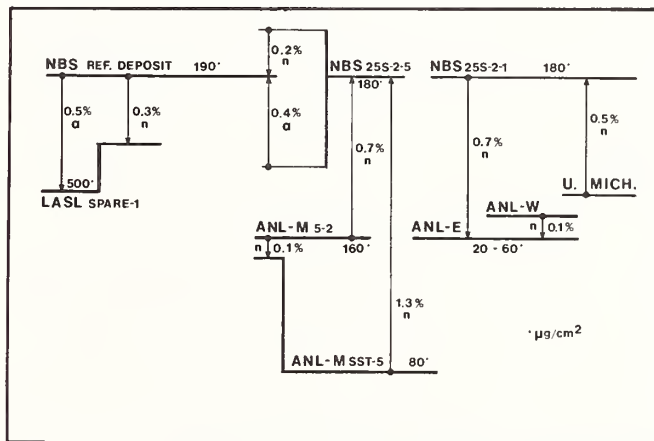 0.2%
n
NBS REF. DEPOSIT 190•
NBS 25S-2-5
180•
NBS 25S-2-1 180•
0.5%
α
0.3%
n
0.4%
α
0.7%
n
0.7%
n
0.5%
n
500•
LASL SPARE-1
U. MICH.
ANL-W
n 0.1%
ANL-M 5-2
160•
n 0.1%
ANL-E
20 - 60•
1.3%
n
•μg/cm2
ANL-M SST-5 80•